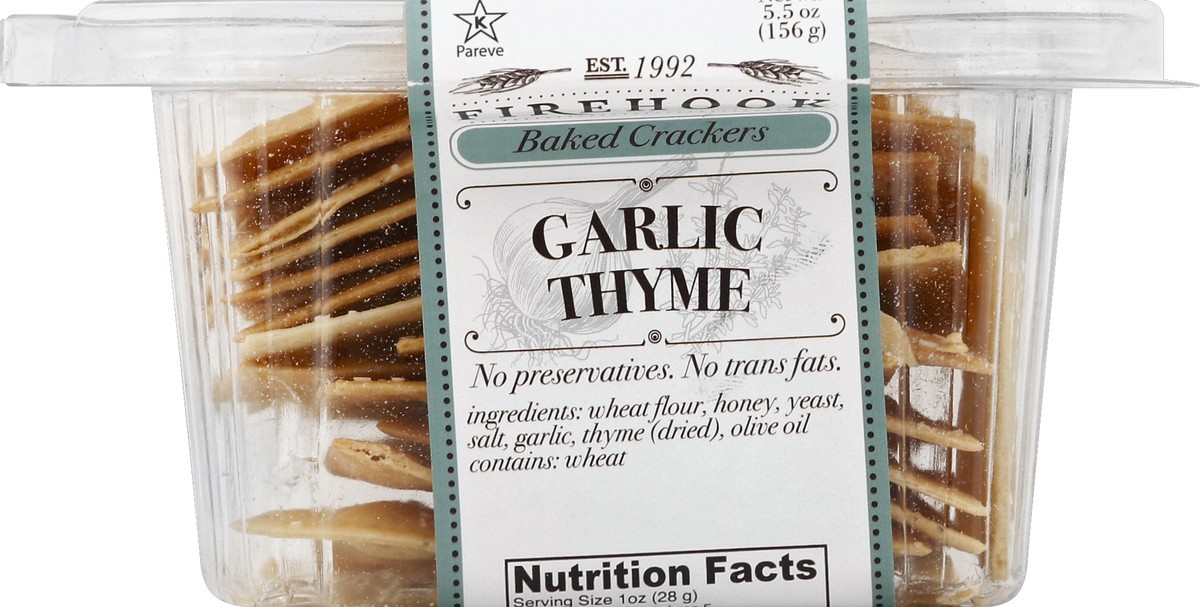 K
Pareve
5.5 oz
(156 g)
EST. 1992
FIREHOOK
Baked Crackers
GARLIC
THYME
No preservatives. No trans fats.
ingredients: wheat flour, honey, yeast,
salt, garlic, thyme (dried), olive oil
contains: wheat
Nutrition Facts
Serving Size 1oz (28 g)